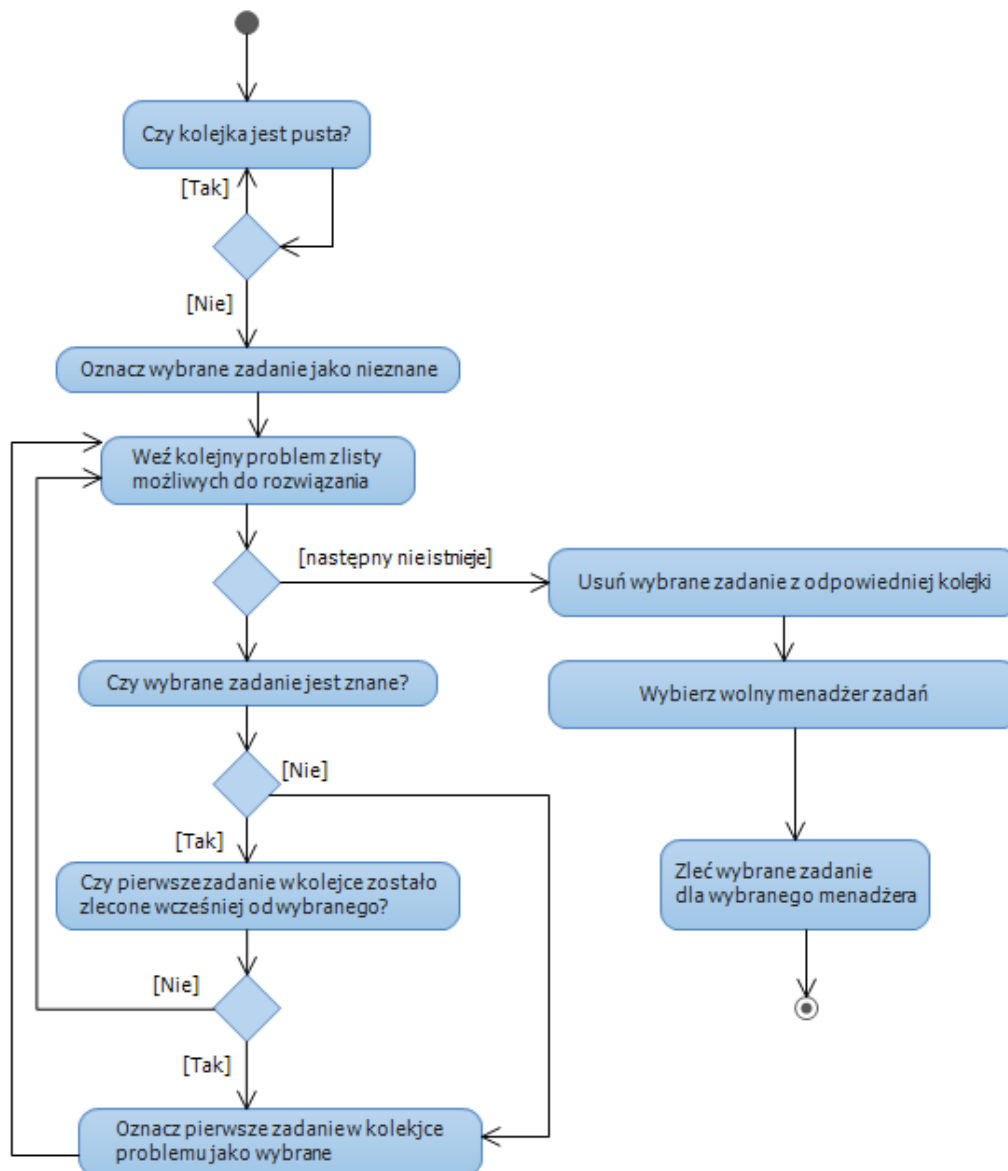 Czy kolejka jest pusta?
[Tak]
[Nie]
Oznacz wybrane zadanie jako nieznane
Weź kolejny problem z listy
możliwych do rozwiązania
[następny nie istnieje]
Usuń wybrane zadanie z odpowiedniej kolejki
Czy wybrane zadanie jest znane?
Wybierz wolny menadżer zadań
[Nie]
[Tak]
Czy pierwsze zadanie w kolejce zostało
zlecone wcześniej od wybranego?
Zleć wybrane zadanie
dla wybranego menadżera
[Nie]
[Tak]
Oznacz pierwsze zadanie w kolekjce
problemu jako wybrane